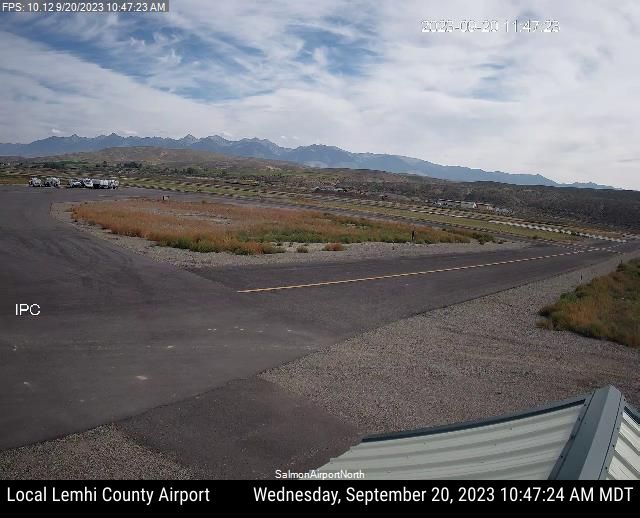 FPS: 10.12 9/20/2023 10:47:23 AM
2023-09-20 11:47:23
IPC
SalmonAirportNorth
Local Lemhi County Airport Wednesday, September 20, 2023 10:47:24 AM MDT